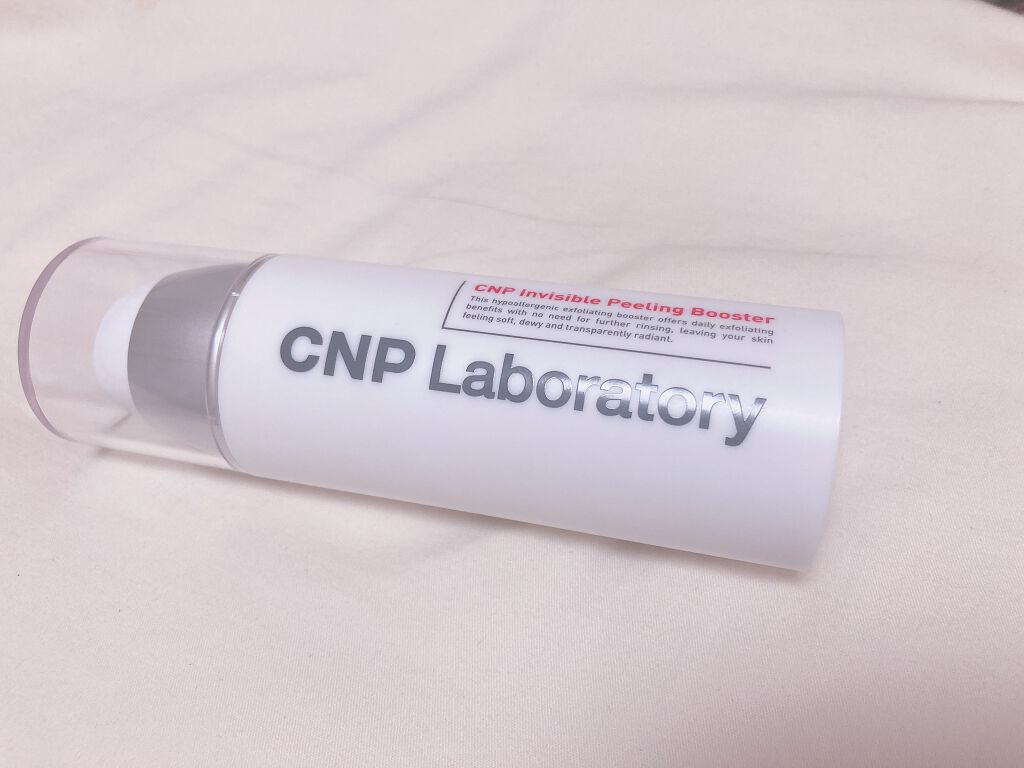 CNP Invisible Peeling Booster
This hypoallergenic exfoliating booster offers daily exfoliating
benefits with no need for further rinsing, leaving your skin
feeling soft, dewy and transparently radiant.
CNP Laboratory